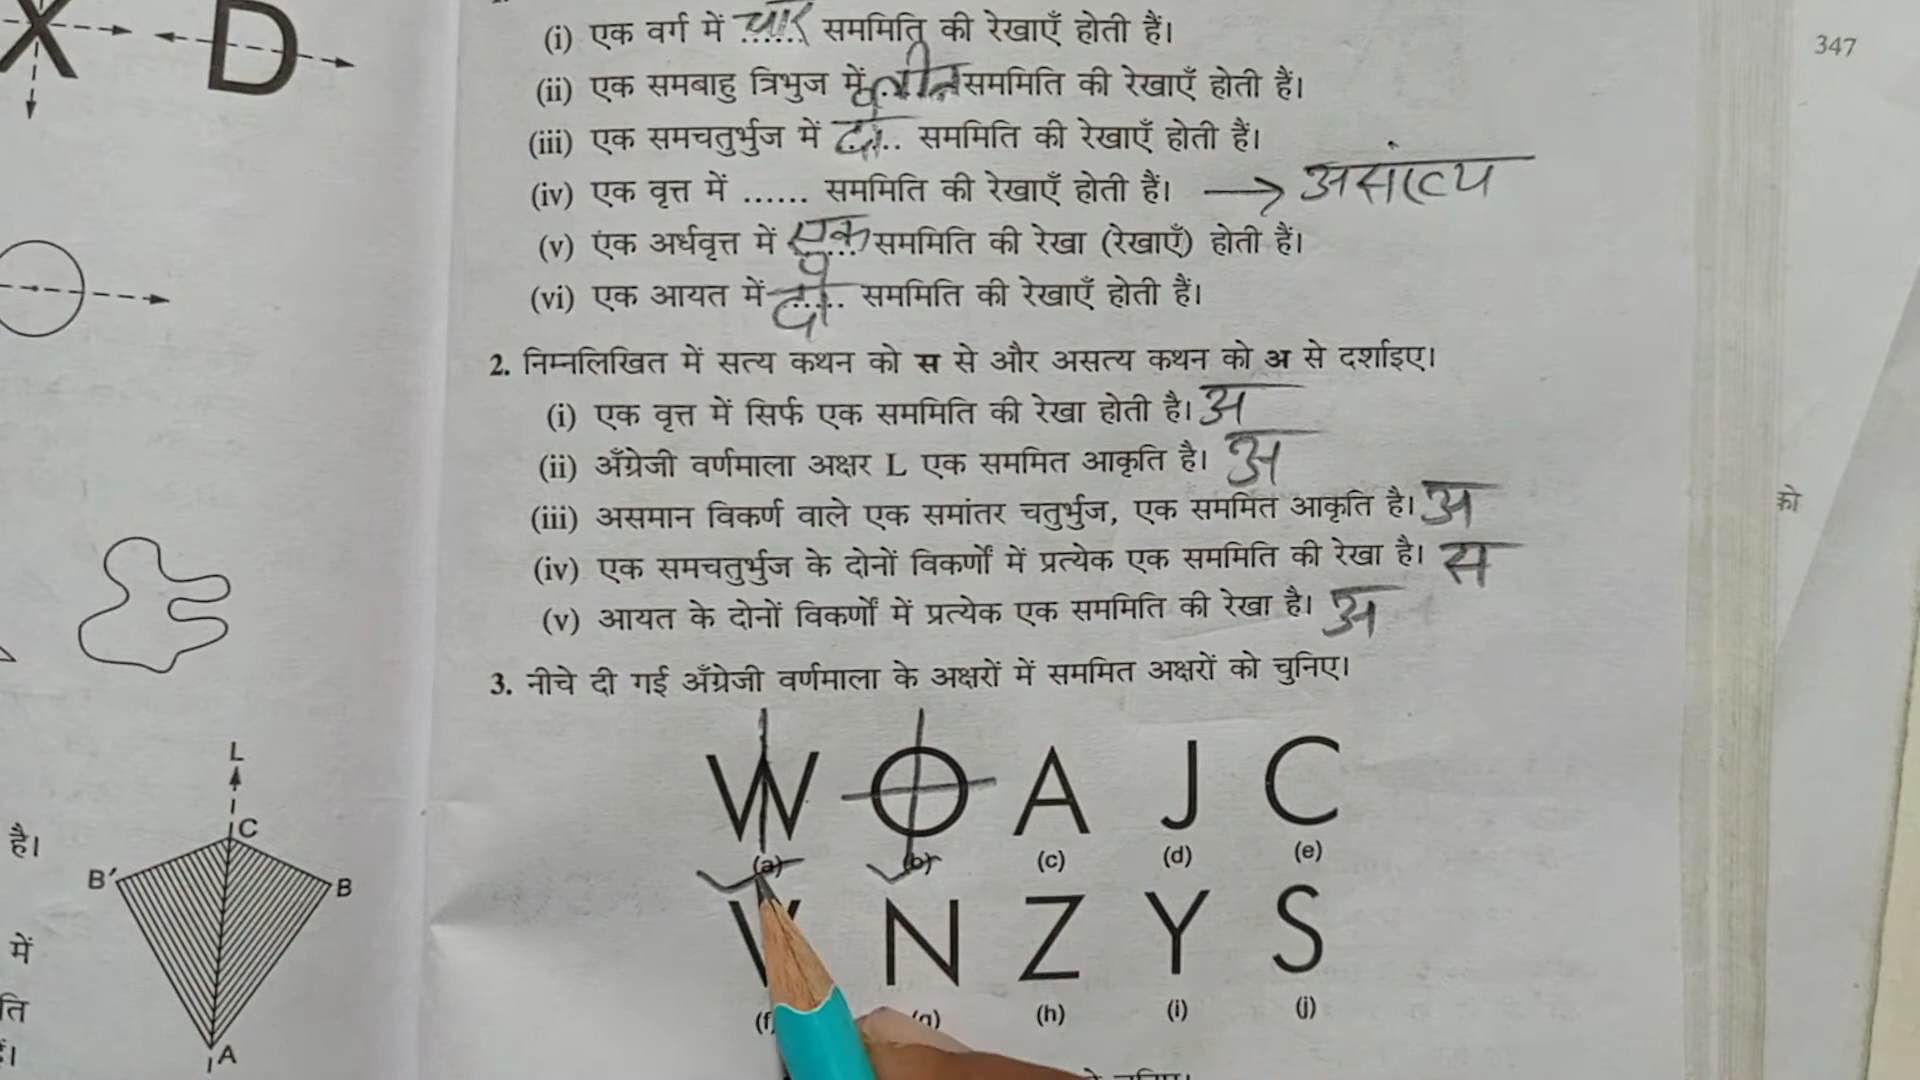 X D
(i) एक वर्ग में चार सममिति की रेखाएँ होती हैं।
347
(ii) एक समबाहु त्रिभुज में तीन सममिति की रेखाएँ होती हैं।
(iii) एक समचतुर्भुज में दो.. सममिति की रेखाएँ होती हैं।
(iv) एक वृत्त में ...... सममिति की रेखाएँ होती हैं। → असंख्य
(v) एक अर्धवृत्त में एक... सममिति की रेखा (रेखाएँ) होती हैं।
(vi) एक आयत में दो.. सममिति की रेखाएँ होती हैं।
2. निम्नलिखित में सत्य कथन को स से और असत्य कथन को अ से दर्शाइए।
(i) एक वृत्त में सिर्फ एक सममिति की रेखा होती है। अ
(ii) अँग्रेजी वर्णमाला अक्षर L एक सममित आकृति है। अ
(iii) असमान विकर्ण वाले एक समांतर चतुर्भुज, एक सममित आकृति है। अ
को
(iv) एक समचतुर्भुज के दोनों विकर्णों में प्रत्येक एक सममिति की रेखा है। स
(v) आयत के दोनों विकर्णों में प्रत्येक एक सममिति की रेखा है। अ
3. नीचे दी गई अँग्रेजी वर्णमाला के अक्षरों में सममित अक्षरों को चुनिए।
W O A J C
(a) (b) (c) (d) (e)
V N Z Y S
(f) (g) (h) (i) (j)
L
C
B′ B
A
है।
में
ति